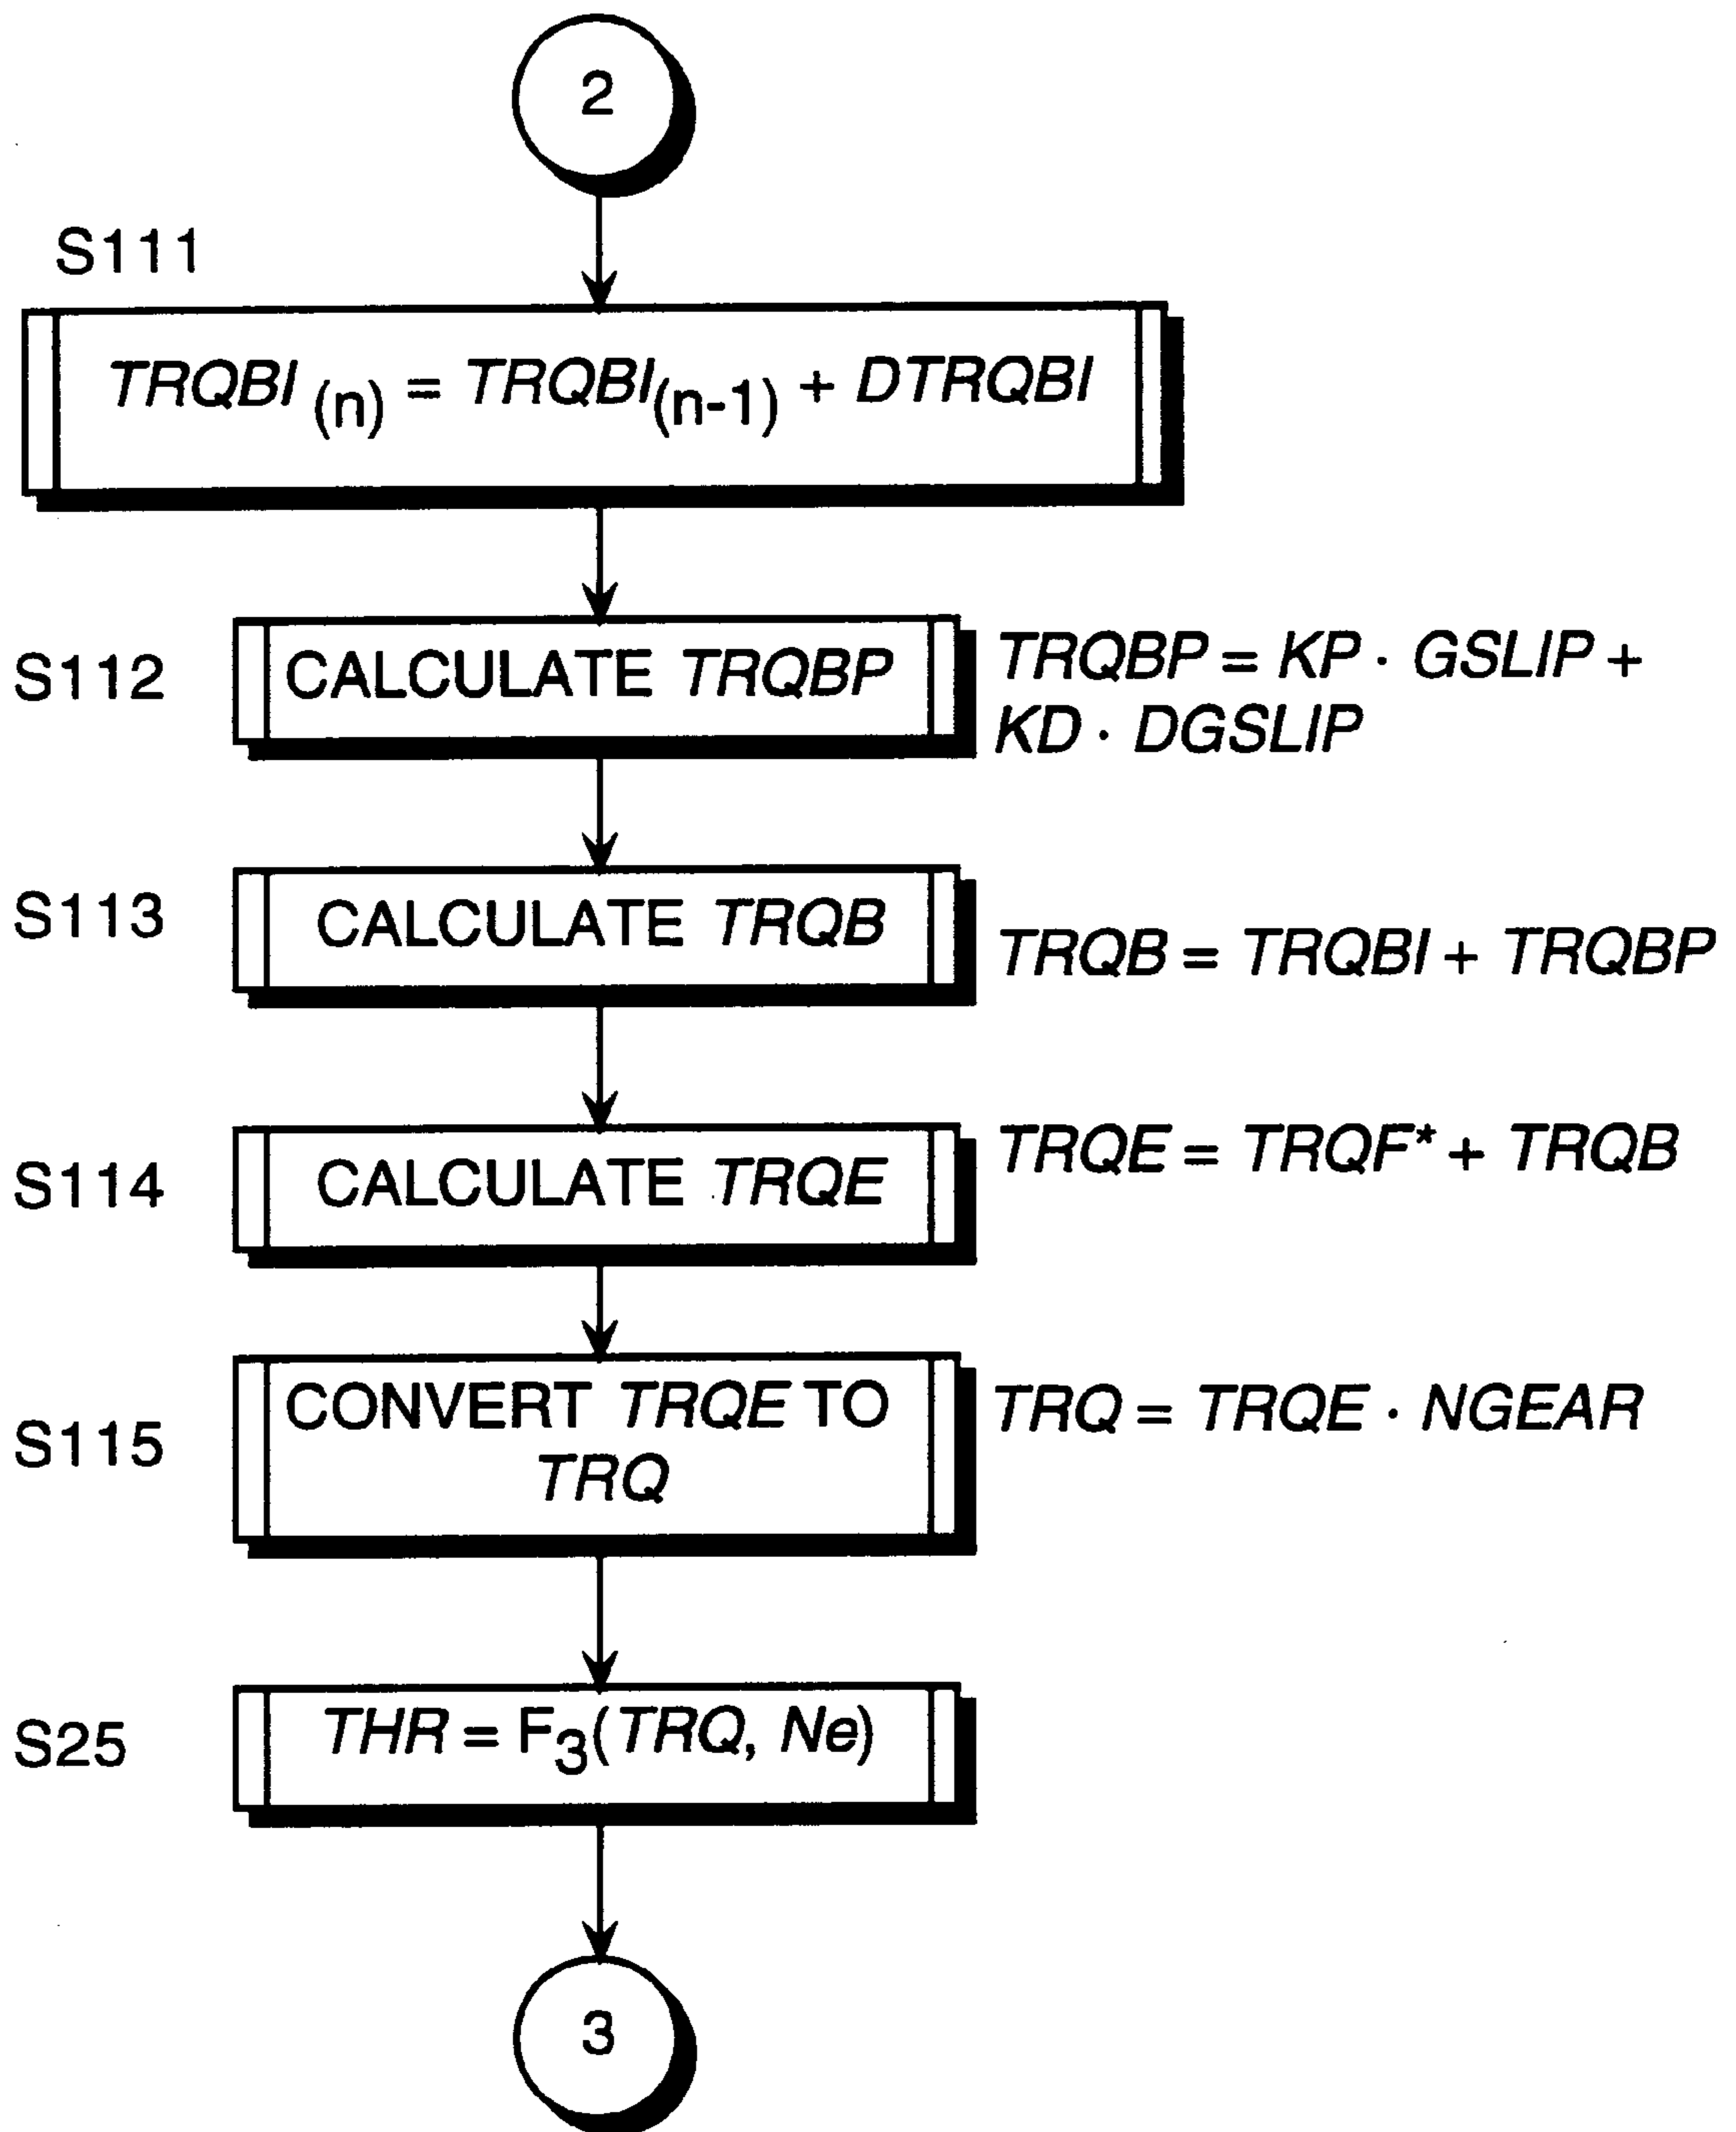 2
S111
TRQBI (n) = TRQBI(n-1) + DTRQBI
S112
CALCULATE TRQBP
TRQBP = KP · GSLIP +
KD · DGSLIP
S113
CALCULATE TRQB
TRQB = TRQBI + TRQBP
S114
CALCULATE TRQE
TRQE = TRQF* + TRQB
S115
CONVERT TRQE TO
TRQ
TRQ = TRQE · NGEAR
S25
THR = F3(TRQ, Ne)
3